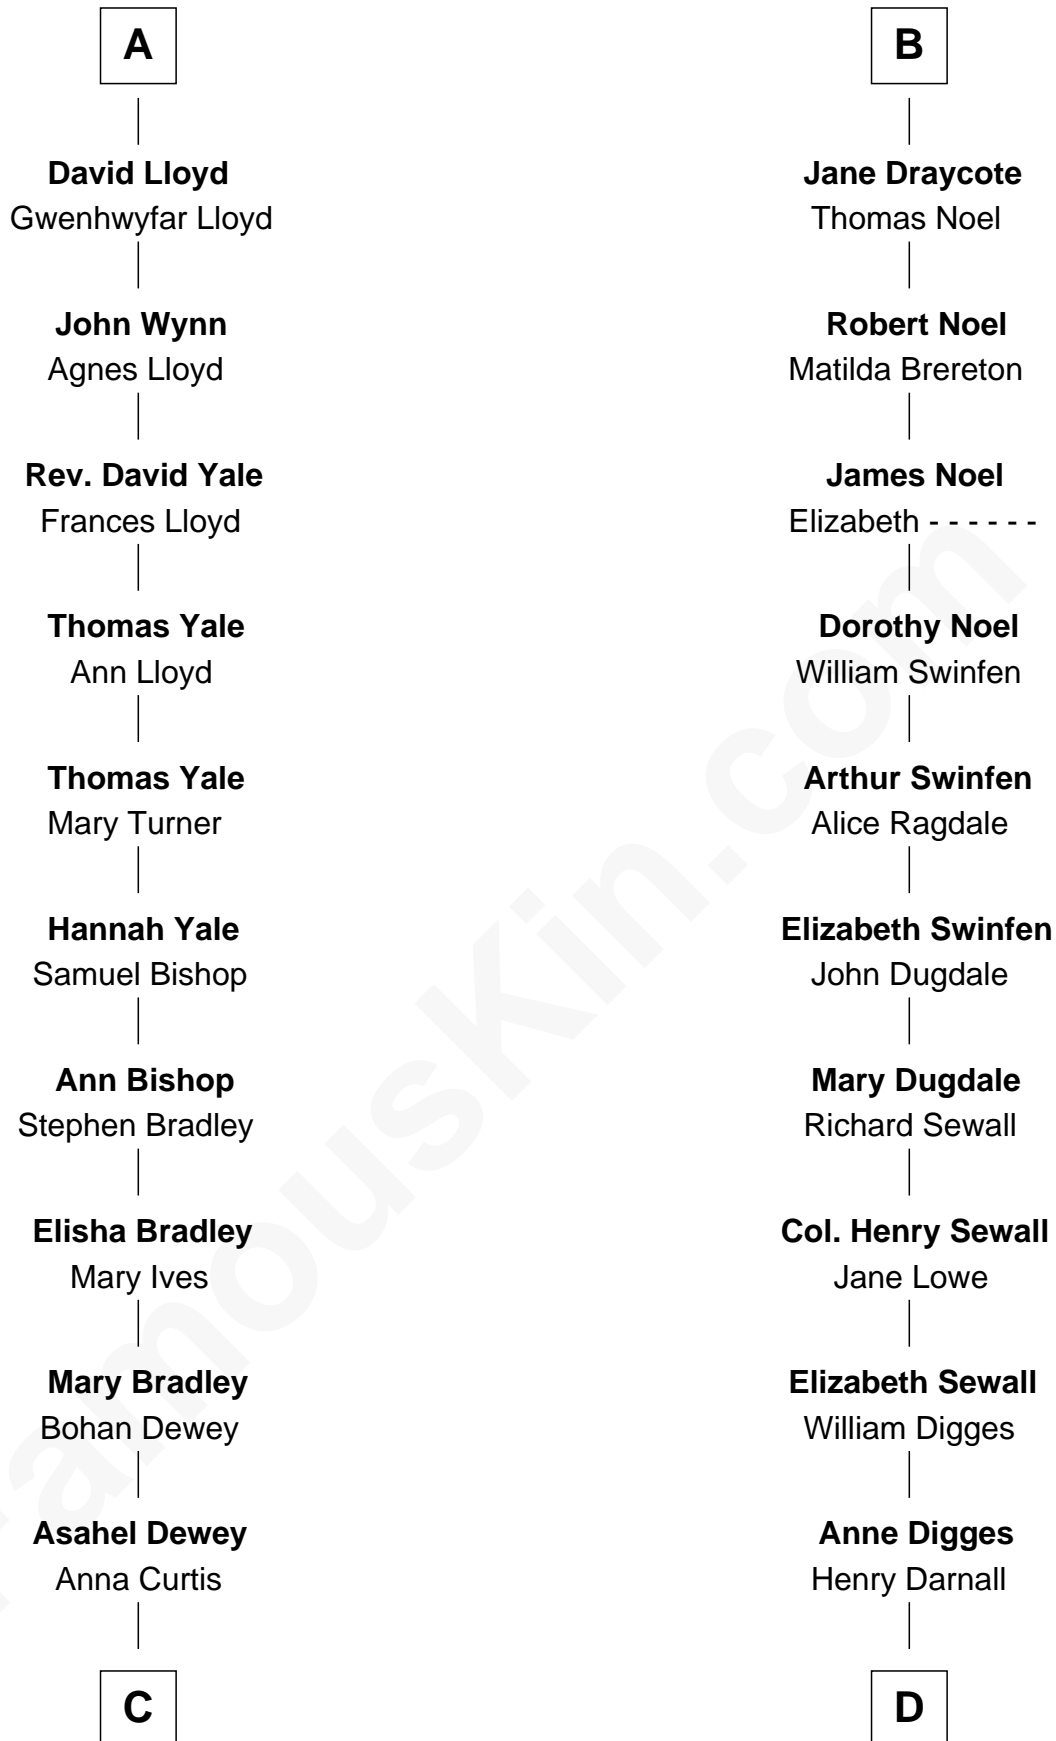 A
David Lloyd
Gwenhwyfar Lloyd
John Wynn
Agnes Lloyd
Rev. David Yale
Frances Lloyd
Thomas Yale
Ann Lloyd
Thomas Yale
Mary Turner
Hannah Yale
Samuel Bishop
Ann Bishop
Stephen Bradley
Elisha Bradley
Mary Ives
Mary Bradley
Bohan Dewey
Asahel Dewey
Anna Curtis
C
B
Jane Draycote
Thomas Noel
Robert Noel
Matilda Brereton
James Noel
Elizabeth - - - - - -
Dorothy Noel
William Swinfen
Arthur Swinfen
Alice Ragdale
Elizabeth Swinfen
John Dugdale
Mary Dugdale
Richard Sewall
Col. Henry Sewall
Jane Lowe
Elizabeth Sewall
William Digges
Anne Digges
Henry Darnall
D
FamousKin.com